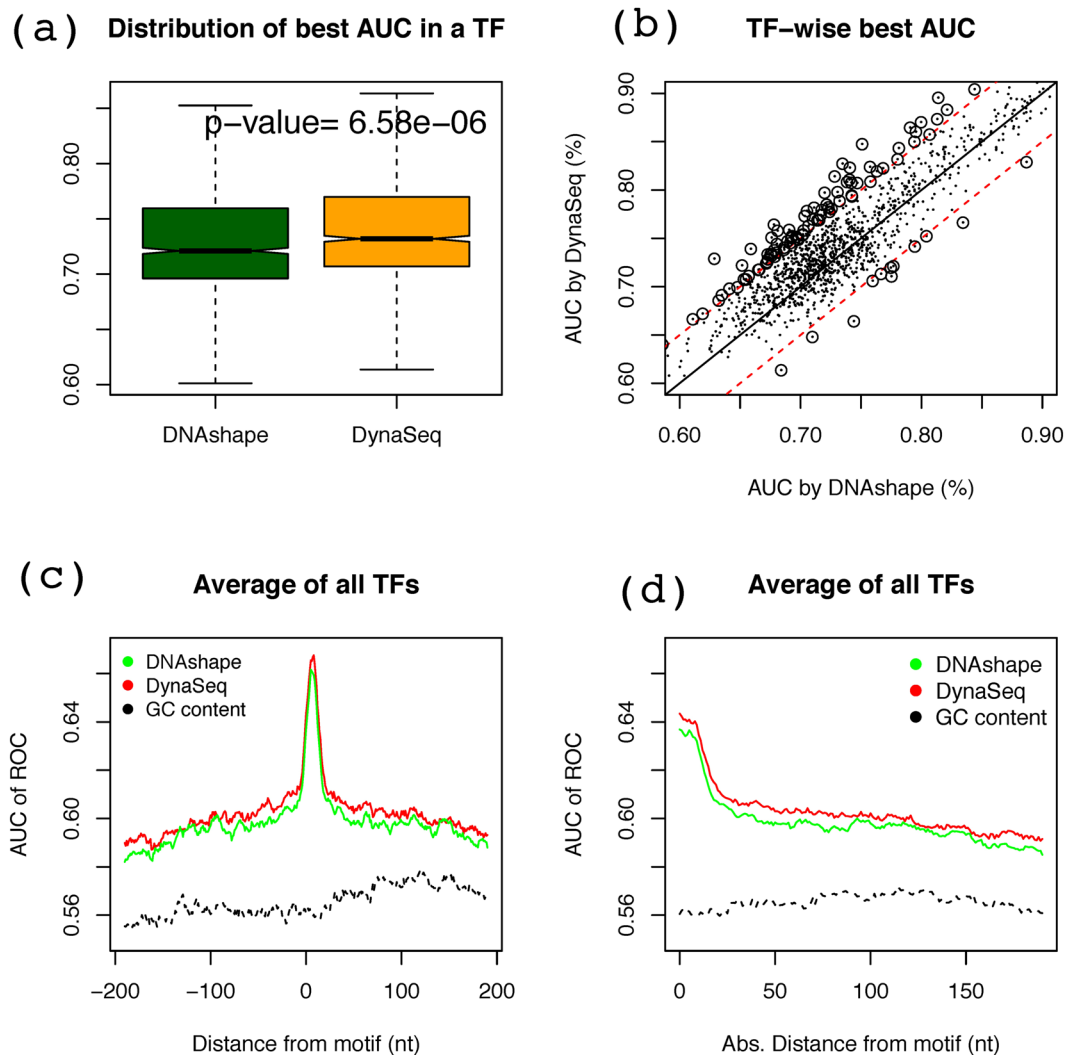 (a) Distribution of best AUC in a TF
p−value= 6.58e−06
0.80
0.70
0.60
DNAshape DynaSeq
(b) TF−wise best AUC
AUC by DynaSeq (%)
0.90
0.80
0.70
0.60
0.60 0.70 0.80 0.90
AUC by DNAshape (%)
(c) Average of all TFs
DNAshape
DynaSeq
GC content
AUC of ROC
0.64
0.60
0.56
−200 −100 0 100 200
Distance from motif (nt)
(d) Average of all TFs
DNAshape
DynaSeq
GC content
AUC of ROC
0.64
0.60
0.56
0 50 100 150
Abs. Distance from motif (nt)